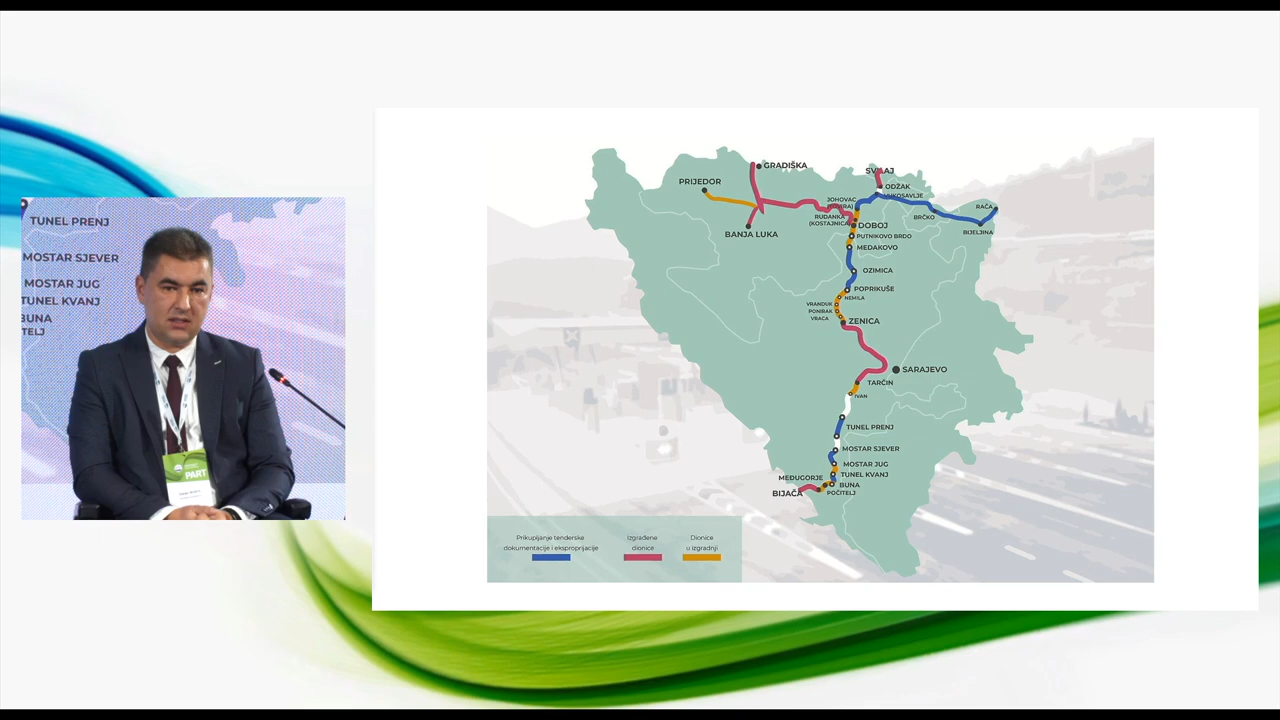 TUNEL PRENJ
MOSTAR SJEVER
MOSTAR JUG
TUNEL KVANJ
BUNA
TELJ
PART
GRADIŠKA
PRIJEDOR
BANJA LUKA
SVILAJ
ODŽAK
VUKOSAVLJE
JOHOVAC
RUDANKA
(KOSTAJNICA)
DOBOJ
BRČKO
RAČA
BIJELJINA
PUTNIKOVO BRDO
MEDAKOVO
OZIMICA
POPRIKUŠE
NEMILA
VRANDUK
PONIRAK
VRAČA
ZENICA
SARAJEVO
TARČIN
IVAN
TUNEL PRENJ
MOSTAR SJEVER
MOSTAR JUG
TUNEL KVANJ
MEĐUGORJE
BUNA
BIJAČA
POČITELJ
Prikupljanje tenderske
dokumentacije i eksproprijacije
Izgrađene
dionice
Dionice
u izgradnji